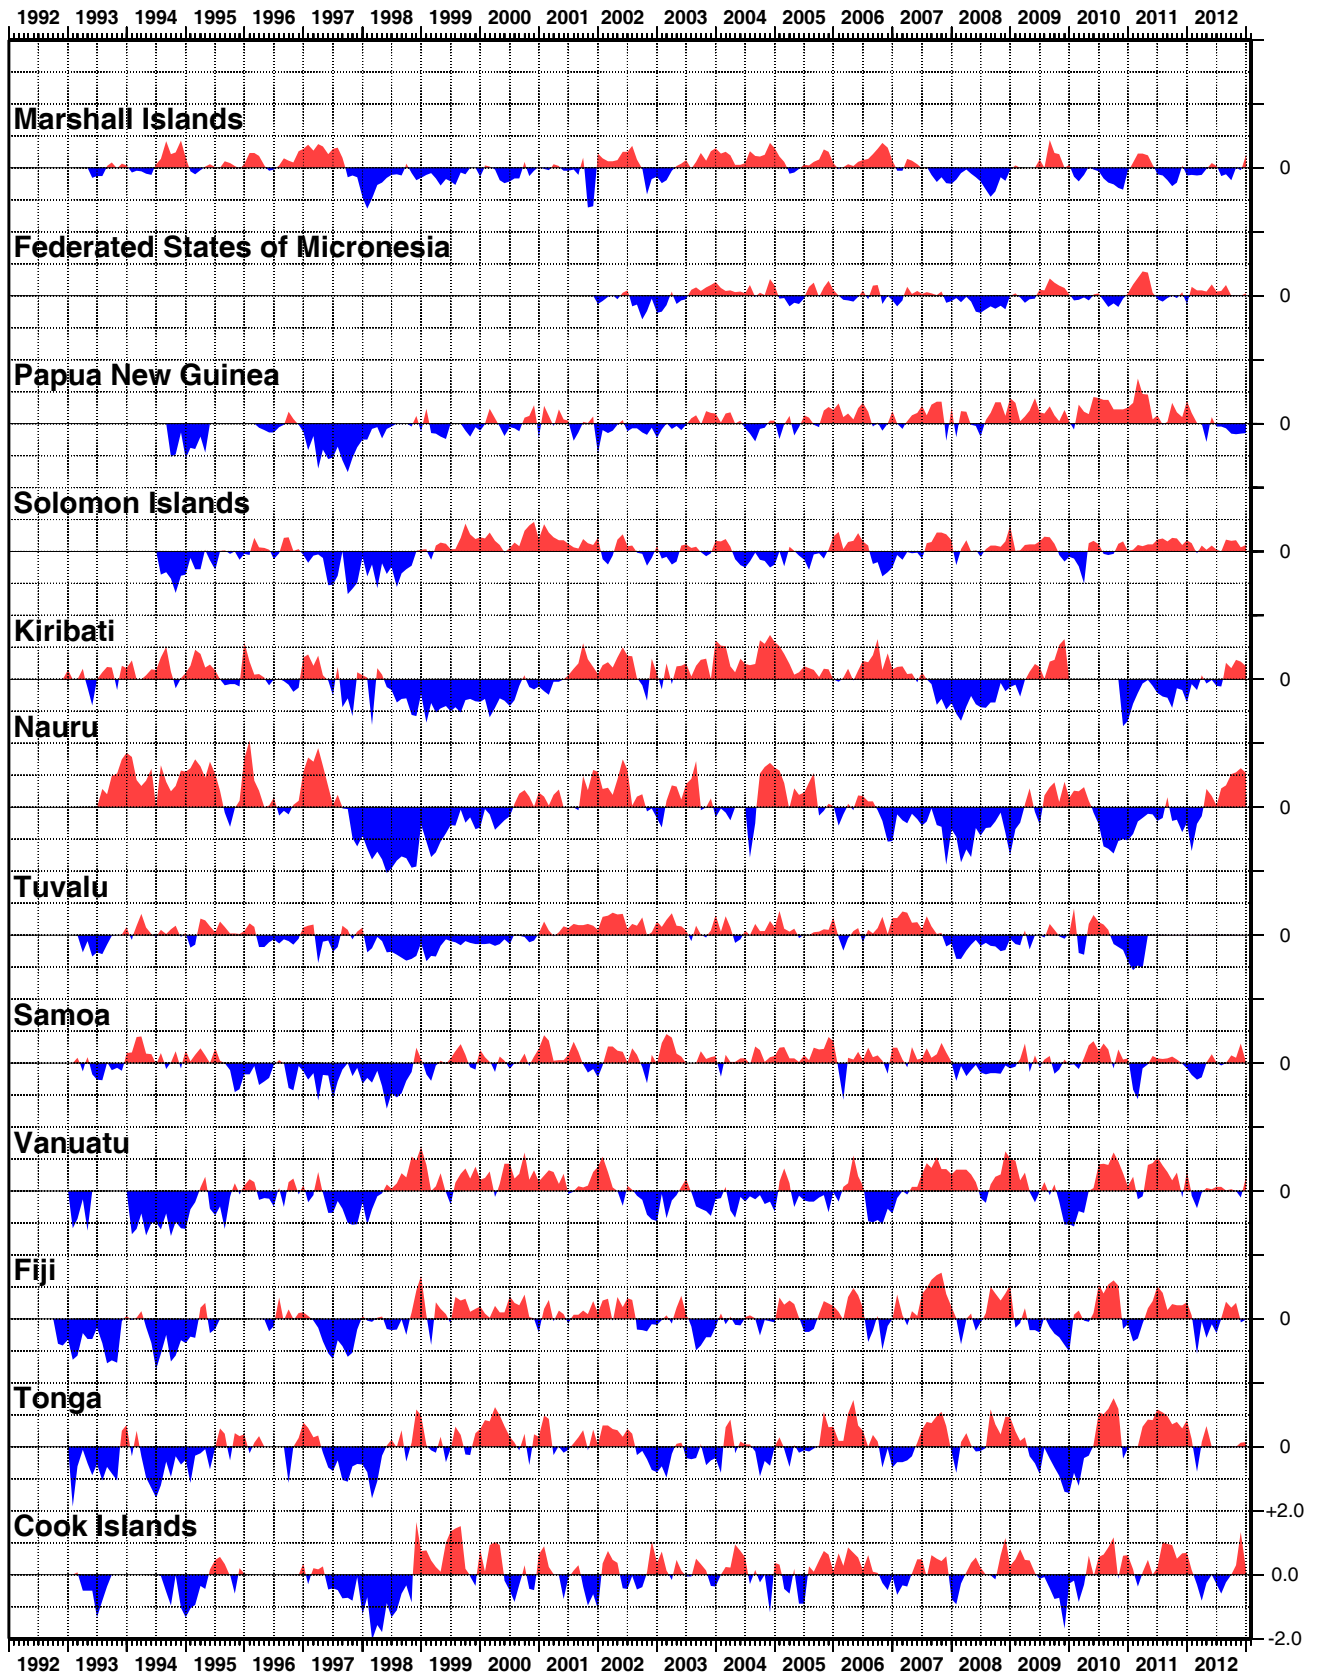 1992 1993 1994 1995 1996 1997 1998 1999 2000 2001 2002 2003 2004 2005 2006 2007 2008 2009 2010 2011 2012
Marshall Islands
0
Federated States of Micronesia
0
Papua New Guinea
0
Solomon Islands
0
Kiribati
0
Nauru
0
Tuvalu
0
Samoa
0
Vanuatu
0
Fiji
0
Tonga
0
+2.0
Cook Islands
0.0
-2.0
1992 1993 1994 1995 1996 1997 1998 1999 2000 2001 2002 2003 2004 2005 2006 2007 2008 2009 2010 2011 2012